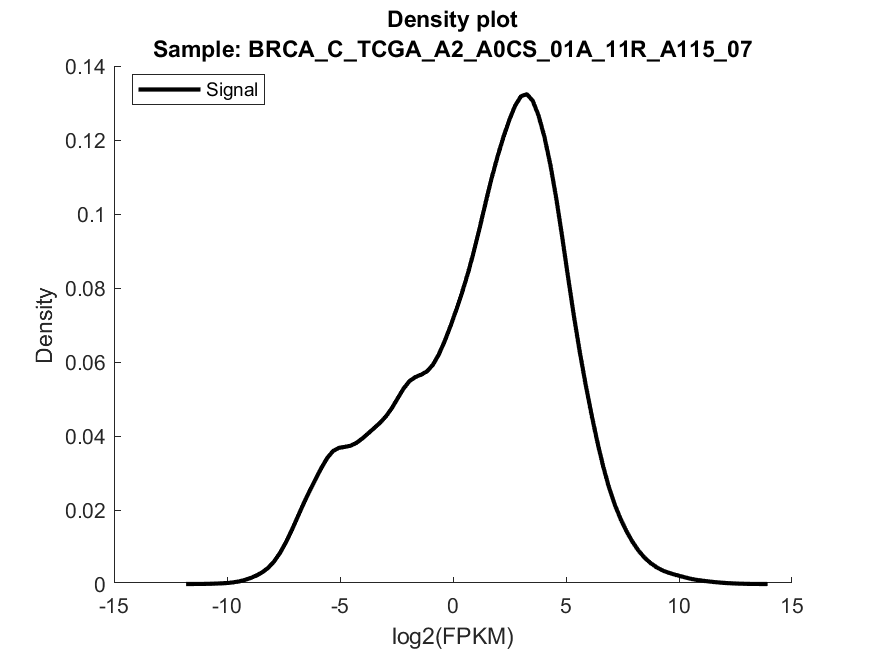 Density plot
Sample: BRCA_C_TCGA_A2_A0CS_01A_11R_A115_07
0.14
Signal
0.12
0.1
0.08
Density
0.06
0.04
0.02
0
-15 -10 -5 0 5 10 15
log2(FPKM)